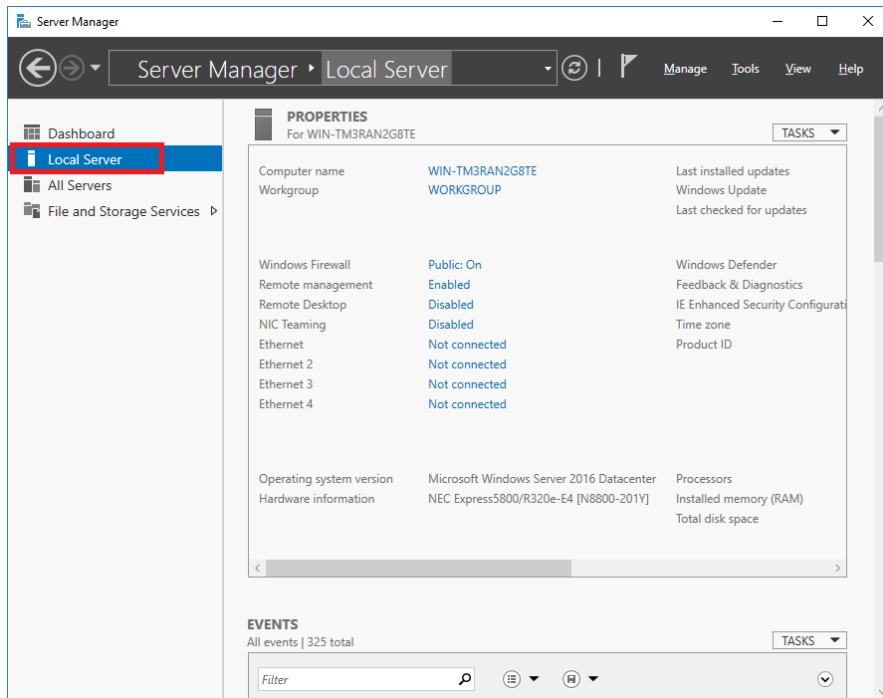 Server Manager
Server Manager • Local Server
Manage Tools View Help
Dashboard
Local Server
All Servers
File and Storage Services
PROPERTIES
For WIN-TM3RAN2G8TE
TASKS
Computer name WIN-TM3RAN2G8TE Last installed updates
Workgroup WORKGROUP Windows Update
Last checked for updates
Windows Firewall Public: On Windows Defender
Remote management Enabled Feedback & Diagnostics
Remote Desktop Disabled IE Enhanced Security Configurati
NIC Teaming Disabled Time zone
Ethernet Not connected Product ID
Ethernet 2 Not connected
Ethernet 3 Not connected
Ethernet 4 Not connected
Operating system version Microsoft Windows Server 2016 Datacenter Processors
Hardware information NEC Express5800/R320e-E4 [N8800-201Y] Installed memory (RAM)
Total disk space
EVENTS
All events | 325 total
TASKS
Filter